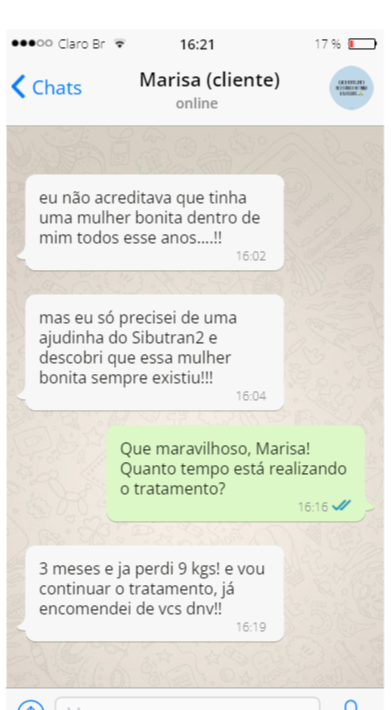 Claro Br 16:21 17 %
Chats Marisa (cliente)
online
eu não acreditava que tinha
uma mulher bonita dentro de
mim todos esse anos....!!
16:02
mas eu só precisei de uma
ajudinha do Sibutran2 e
descobri que essa mulher
bonita sempre existiu!!!
16:04
Que maravilhoso, Marisa!
Quanto tempo está realizando
o tratamento?
16:16
3 meses e ja perdi 9 kgs! e vou
continuar o tratamento, já
encomendei de vcs dnv!!
16:19